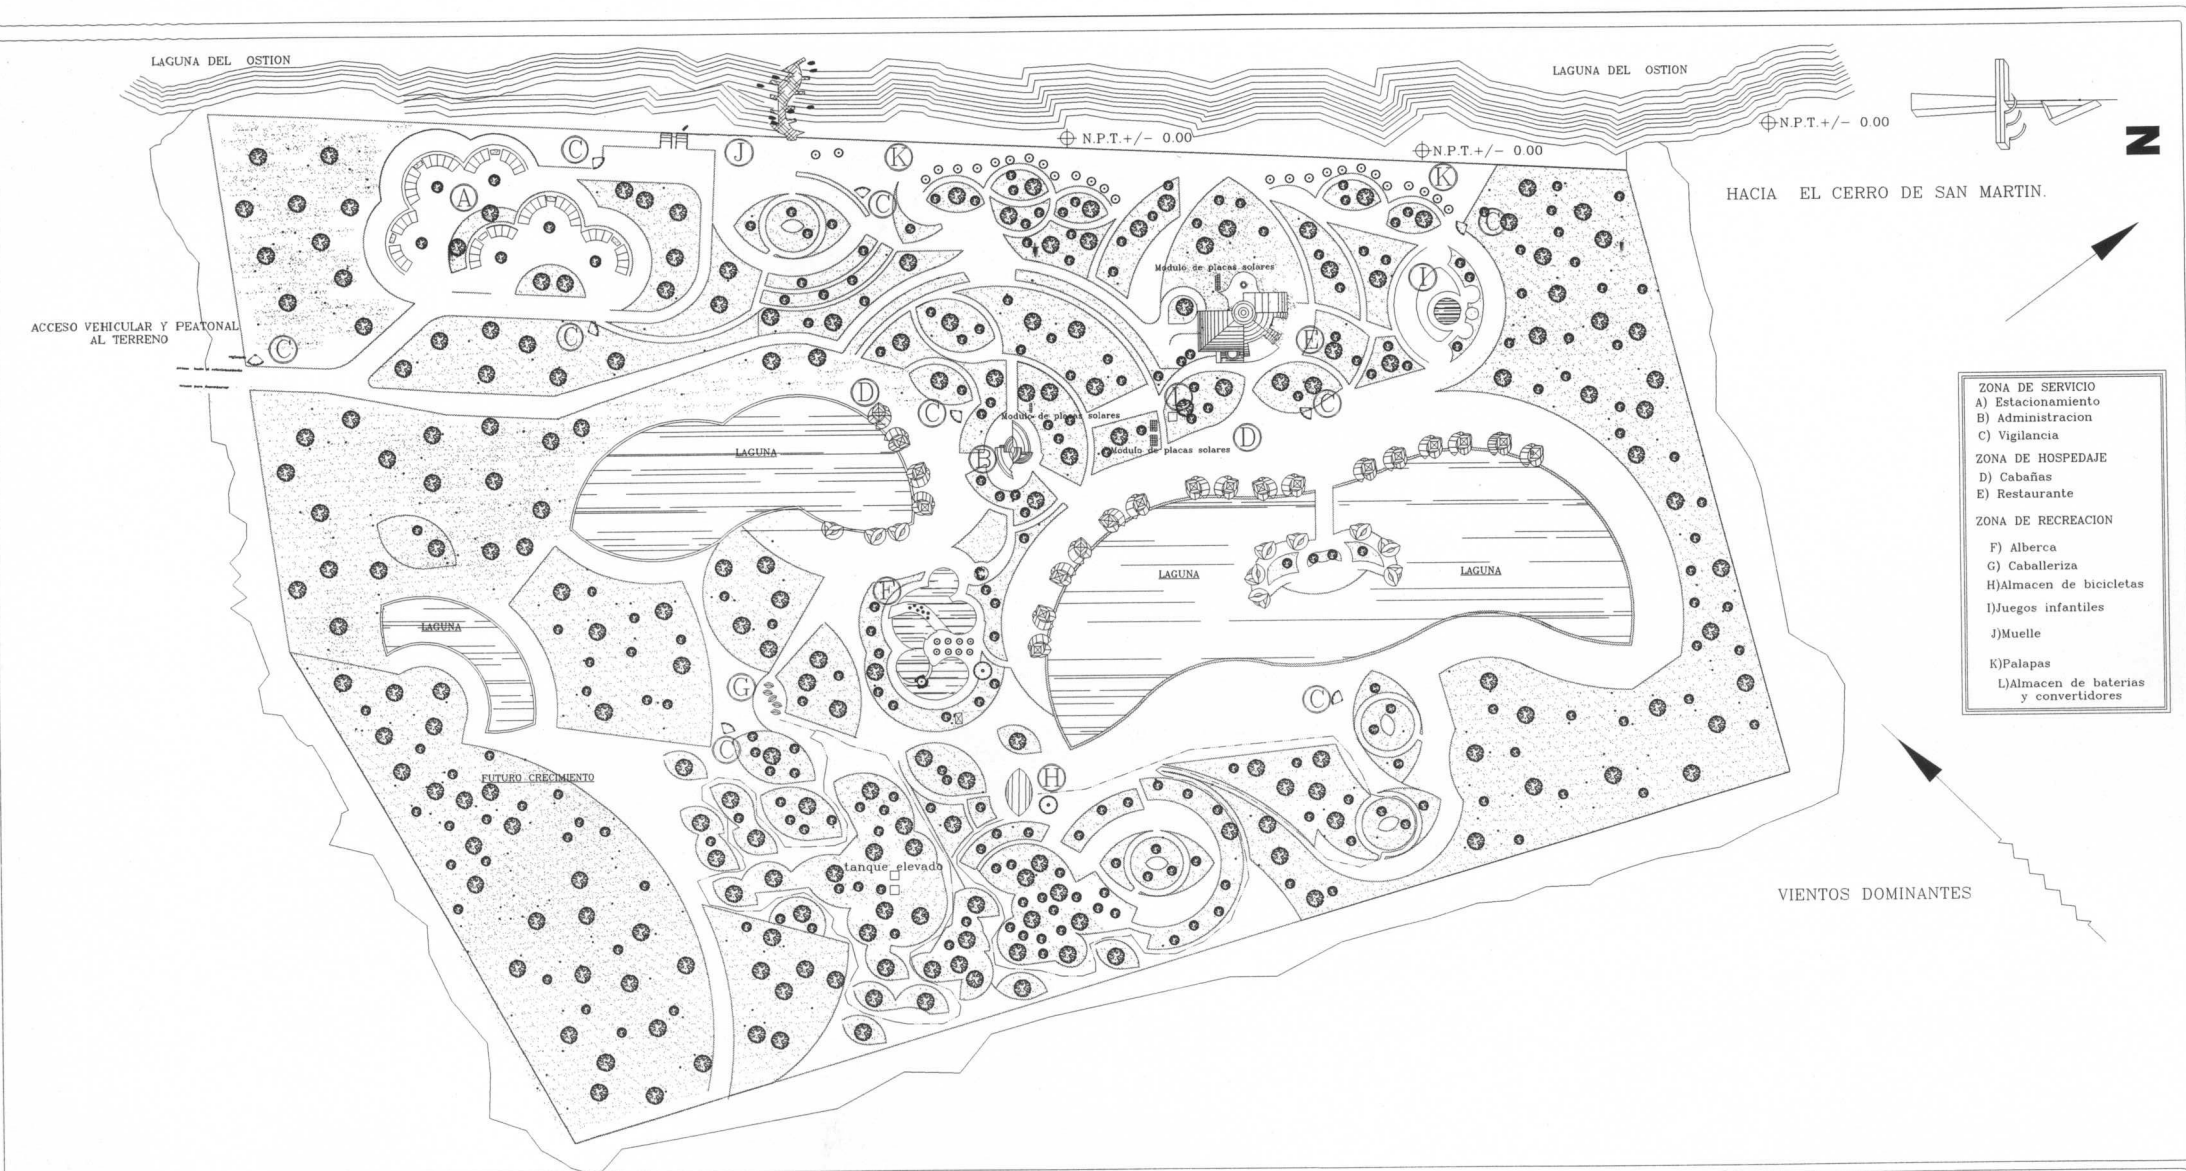 LAGUNA DEL OSTION
LAGUNA DEL OSTION
N.P.T.+/- 0.00
N.P.T.+/- 0.00
N.P.T.+/- 0.00
N
HACIA EL CERRO DE SAN MARTIN.
C
J
K
K
A
C
C
I
Modulo de placas solares
ACCESO VEHICULAR Y PEATONAL
AL TERRENO
C
C
E
D
C
L
C
Modulo de placas solares
D
LAGUNA
B
Modulo de placas solares
LAGUNA
LAGUNA
F
LAGUNA
G
C
C
FUTURO CRECIMIENTO
H
tanque elevado
VIENTOS DOMINANTES
ZONA DE SERVICIO
A) Estacionamiento
B) Administracion
C) Vigilancia
ZONA DE HOSPEDAJE
D) Cabañas
E) Restaurante
ZONA DE RECREACION
F) Alberca
G) Caballeriza
H)Almacen de bicicletas
I)Juegos infantiles
J)Muelle
K)Palapas
L)Almacen de baterias
y convertidores